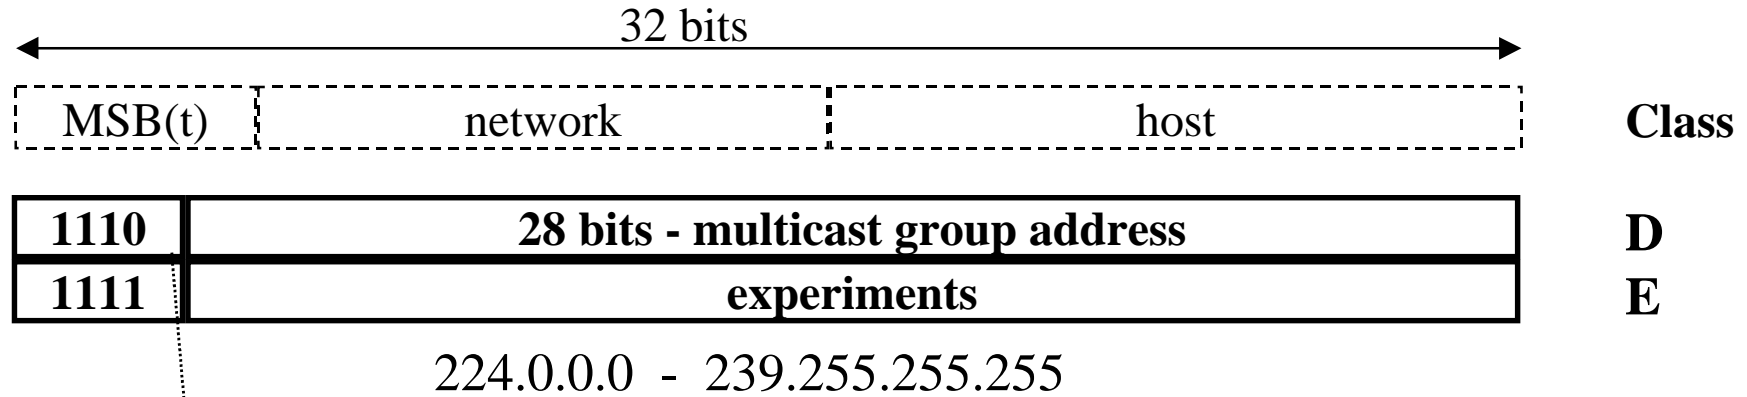 32 bits
MSB(t) network host Class
1110 28 bits - multicast group address D
1111 experiments E
224.0.0.0 - 239.255.255.255